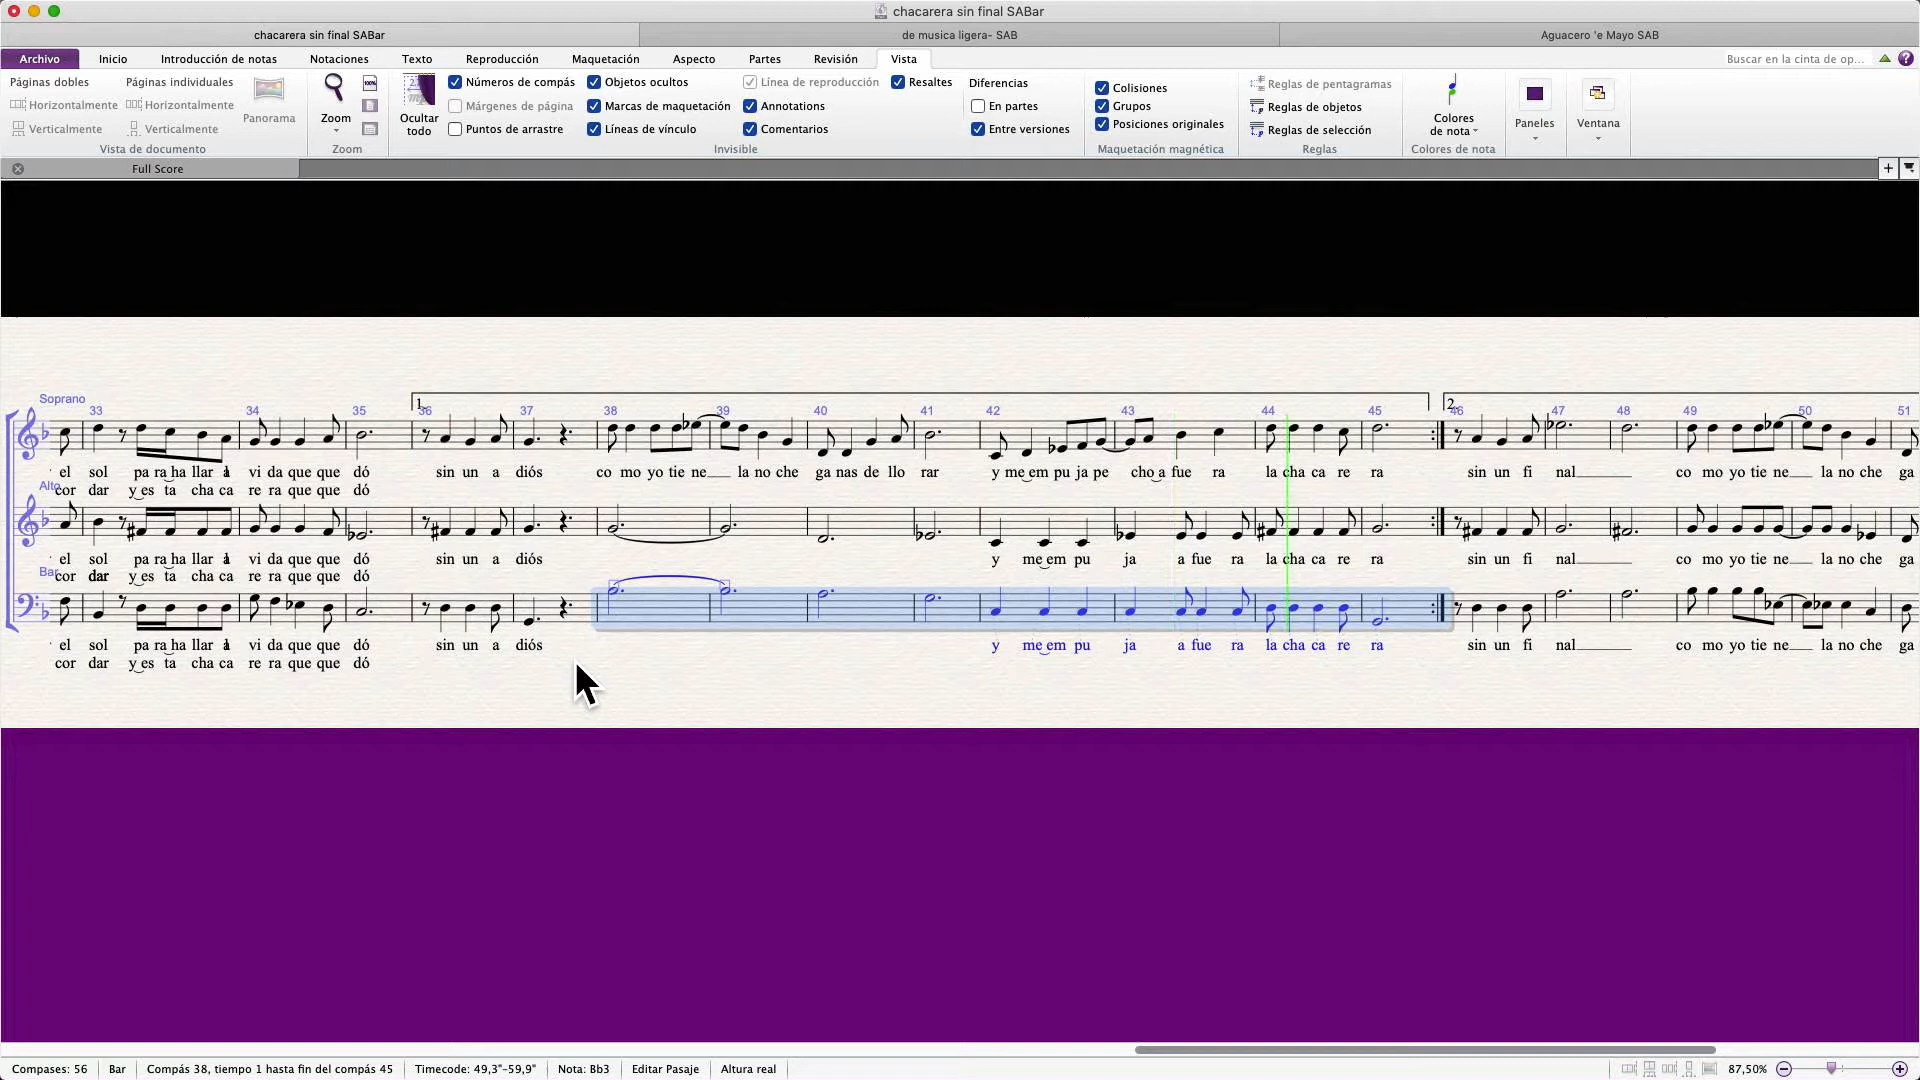 chacarera sin final SABar
chacarera sin final SABar
de musica ligera- SAB
Aguacero 'e Mayo SAB
Archivo
Inicio
Introducción de notas
Notaciones
Texto
Reproducción
Maquetación
Aspecto
Partes
Revisión
Vista
Buscar en la cinta de op...
Páginas dobles
Horizontalmente
Verticalmente
Páginas individuales
Horizontalmente
Verticalmente
Panorama
Vista de documento
Zoom
100%
Zoom
Ocultar
todo
Números de compás
Márgenes de página
Puntos de arrastre
Objetos ocultos
Marcas de maquetación
Líneas de vínculo
Línea de reproducción
Annotations
Comentarios
Resaltes
Invisible
Diferencias
En partes
Entre versiones
Colisiones
Grupos
Posiciones originales
Maquetación magnética
Reglas de pentagramas
Reglas de objetos
Reglas de selección
Reglas
Colores
de nota
Colores de nota
Paneles
Ventana
Full Score
Soprano
33 34 35 36 37 38 39 40 41 42 43 44 45 46 47 48 49 50 51
1. 2.
el sol pa ra ha llar l vi da que que dó sin un a diós co mo yo tie ne la no che ga nas de llo rar y me em pu ja pe cho a fue ra la cha ca re ra sin un fi nal co mo yo tie ne la no che ga
cor dar y es ta cha ca re ra que que dó
Alto
el sol pa ra ha llar l vi da que que dó sin un a diós y me em pu ja a fue ra la cha ca re ra sin un fi nal co mo yo tie ne la no che ga
cor dar y es ta cha ca re ra que que dó
Bar
el sol pa ra ha llar l vi da que que dó sin un a diós y me em pu ja a fue ra la cha ca re ra sin un fi nal co mo yo tie ne la no che ga
cor dar y es ta cha ca re ra que que dó
Compases: 56
Bar
Compás 38, tiempo 1 hasta fin del compás 45
Timecode: 49,3"-59,9"
Nota: Bb3
Editar Pasaje
Altura real
87,50%